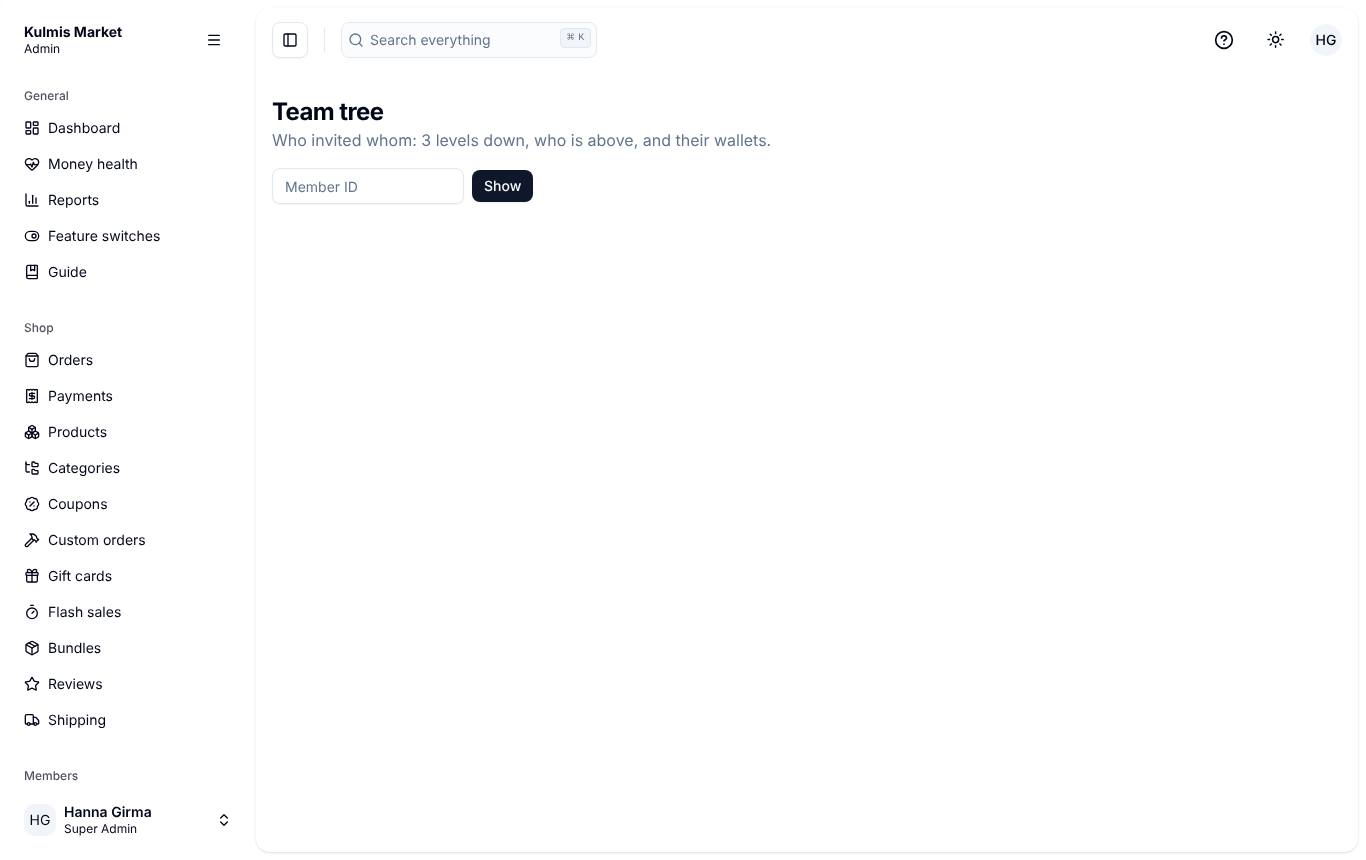 Kulmis Market
Admin
General
Dashboard
Money health
Reports
Feature switches
Guide
Shop
Orders
Payments
Products
Categories
Coupons
Custom orders
Gift cards
Flash sales
Bundles
Reviews
Shipping
Members
HG
Hanna Girma
Super Admin
Search everything
⌘ K
HG
Team tree
Who invited whom: 3 levels down, who is above, and their wallets.
Member ID
Show